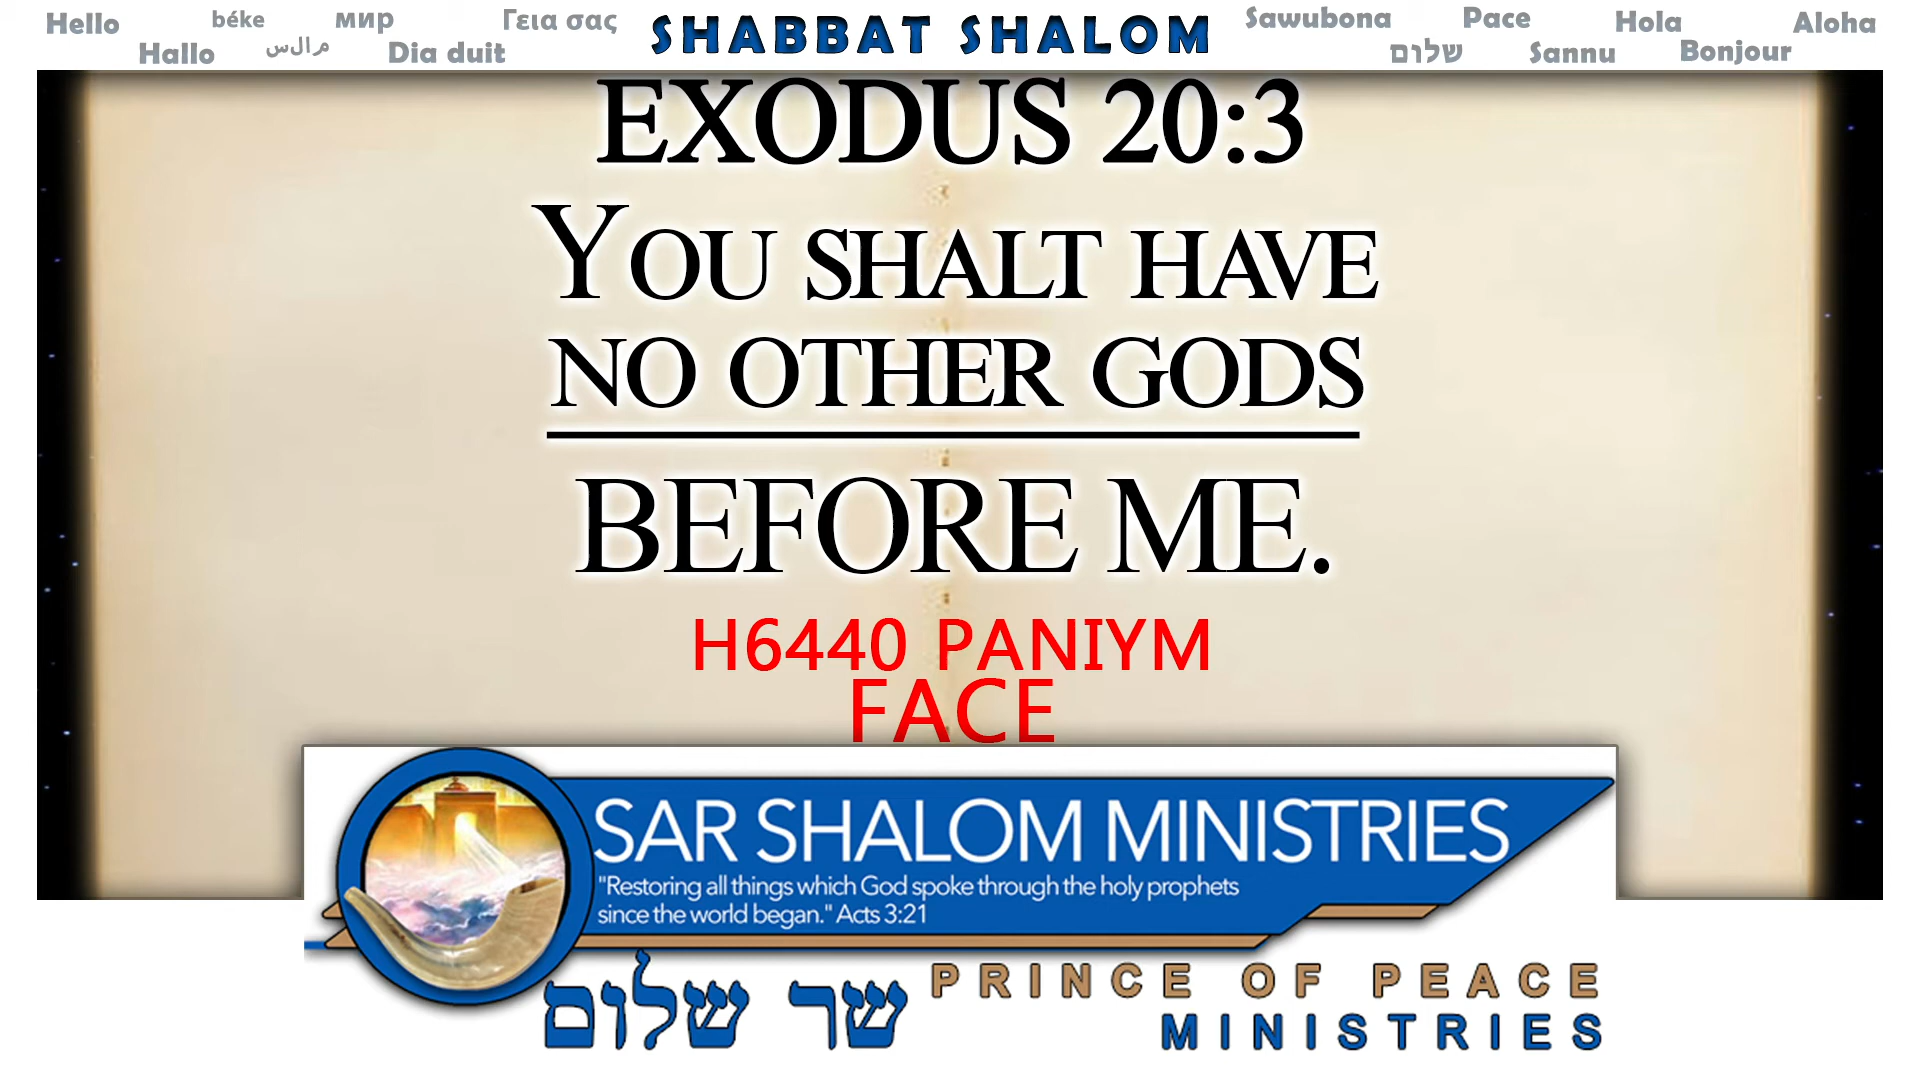 Hello béke мир Γεια σας SHABBAT SHALOM Sawubona Pace Hola Aloha
Hallo م‎ا‎ل‎س Dia duit שלום Sannu Bonjour
EXODUS 20:3
YOU SHALT HAVE
NO OTHER GODS
BEFORE ME.
H6440 PANIYM
FACE
SAR SHALOM MINISTRIES
"Restoring all things which God spoke through the holy prophets
since the world began." Acts 3:21
שר שלום
PRINCE OF PEACE
MINISTRIES